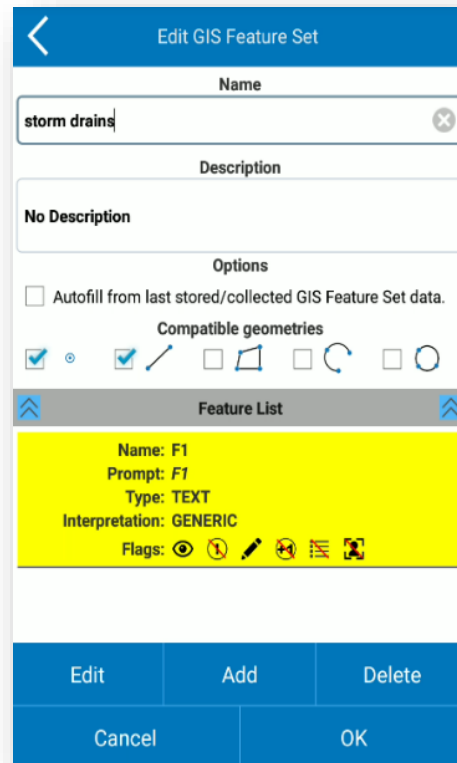 Edit GIS Feature Set
Name
storm drains
Description
No Description
Options
Autofill from last stored/collected GIS Feature Set data.
Compatible geometries
Feature List
Name: F1
Prompt: F1
Type: TEXT
Interpretation: GENERIC
Flags:
Edit Add Delete
Cancel OK